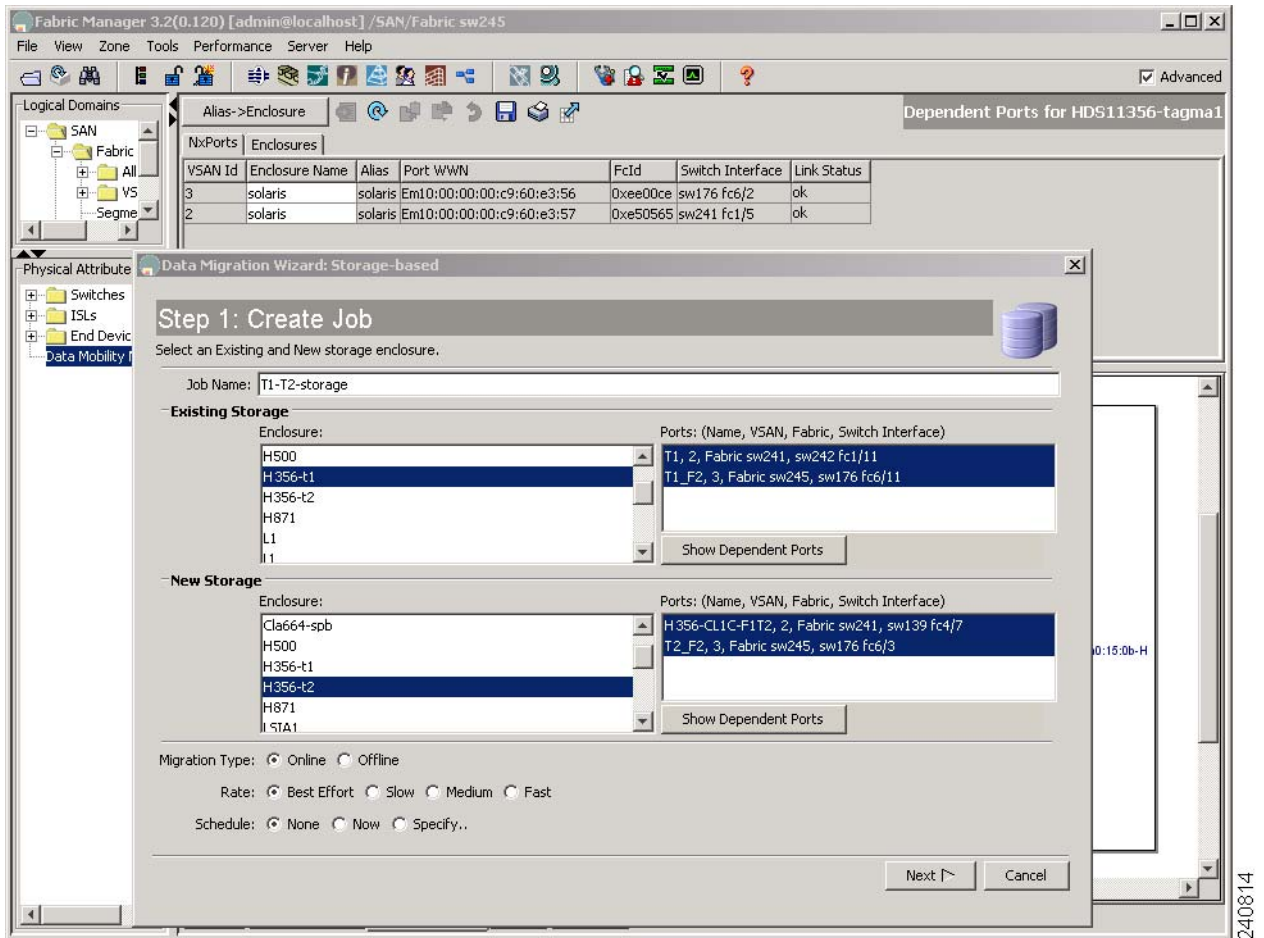 Fabric Manager 3.2(0.120) [admin@localhost] /SAN/Fabric sw245
File View Zone Tools Performance Server Help
Advanced
Logical Domains
SAN
Fabric
All
VS
Segme
Alias->Enclosure
Dependent Ports for HDS11356-tagma1
NxPorts Enclosures
VSAN Id Enclosure Name Alias Port WWN FcId Switch Interface Link Status
3 solaris solaris Em10:00:00:00:c9:60:e3:56 0xee00ce sw176 fc6/2 ok
2 solaris solaris Em10:00:00:00:c9:60:e3:57 0xe50565 sw241 fc1/5 ok
Physical Attribute
Switches
ISLs
End Devic
Data Mobility
Data Migration Wizard: Storage-based
Step 1: Create Job
Select an Existing and New storage enclosure.
Job Name: T1-T2-storage
Existing Storage
Enclosure: Ports: (Name, VSAN, Fabric, Switch Interface)
H500
H356-t1
H356-t2
H871
L1
L1
T1, 2, Fabric sw241, sw242 fc1/11
T1_F2, 3, Fabric sw245, sw176 fc6/11
Show Dependent Ports
New Storage
Enclosure: Ports: (Name, VSAN, Fabric, Switch Interface)
Cla664-spb
H500
H356-t1
H356-t2
H871
LSIA1
H356-CL1C-F1T2, 2, Fabric sw241, sw139 fc4/7
T2_F2, 3, Fabric sw245, sw176 fc6/3
Show Dependent Ports
Migration Type: Online Offline
Rate: Best Effort Slow Medium Fast
Schedule: None Now Specify..
Next Cancel
0:15:0b-H
240814